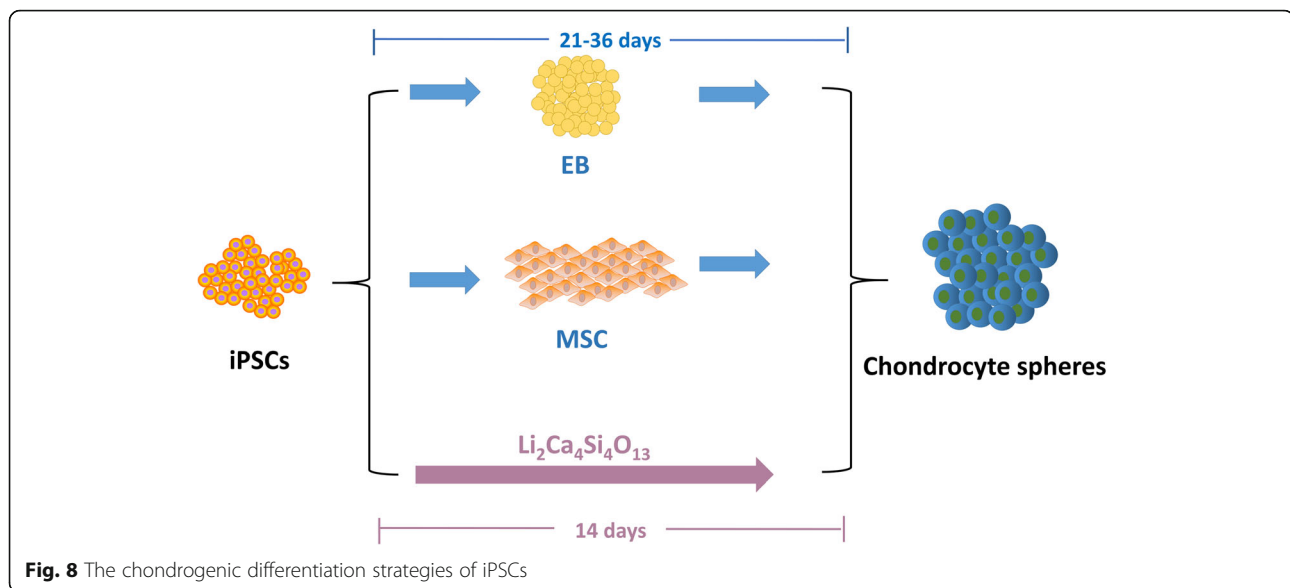 21-36 days
EB
MSC
iPSCs
Chondrocyte spheres
Li₂Ca₄Si₄O₁₃
14 days
Fig. 8 The chondrogenic differentiation strategies of iPSCs